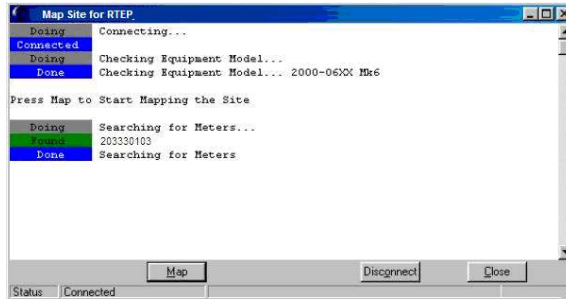 Map Site for RTEP
Doing Connecting...
Connected
Doing Checking Equipment Model...
Done Checking Equipment Model... 2000-06XX Mk6
Press Map to Start Mapping the Site
Doing Searching for Meters...
Found 203330103
Done Searching for Meters
Map Disconnect Close
Status Connected